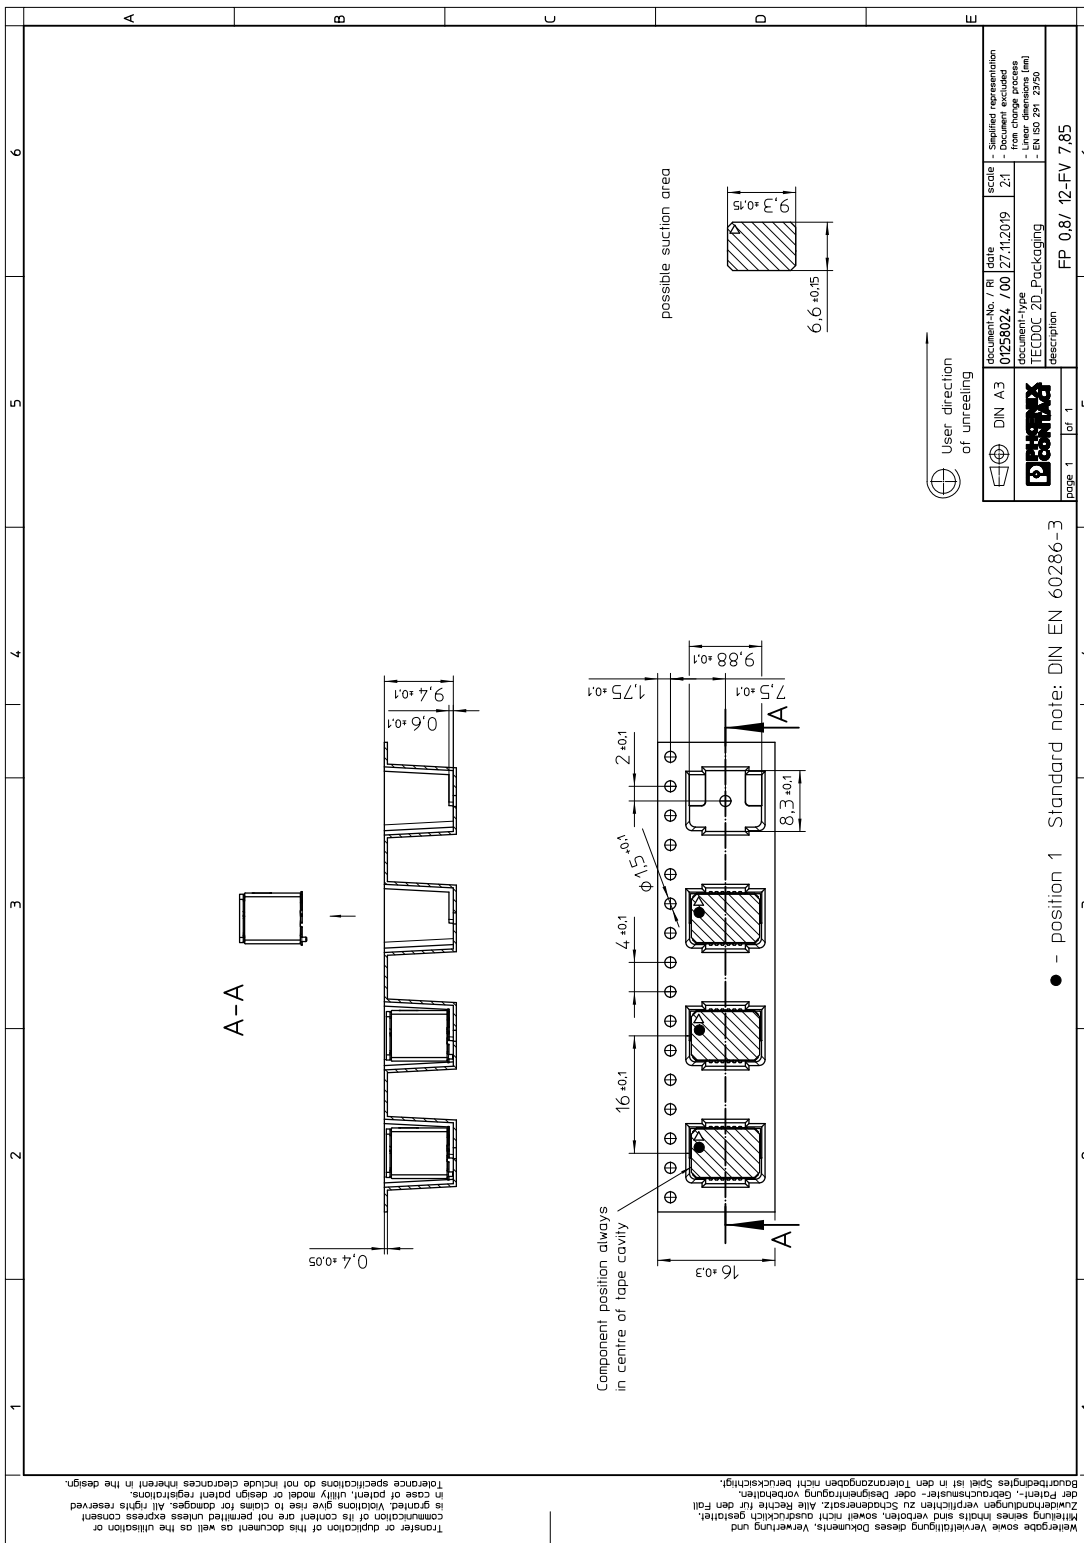 A
B
C
D
E
6
5
4
3
2
1
A-A
0,4 ±0,05
0,6 ±0,1
9,4 ±0,1
possible suction area
9,3 ±0,15
6,6 ±0,15
Component position always
in centre of tape cavity
16 ±0,1
4 ±0,1
ϕ1,5 +0,1
2 ±0,1
1,75 ±0,1
7,5 ±0,1
9,88 ±0,1
8,3 ±0,1
16 ±0,3
A
A
User direction
of unreeling
● - position 1 Standard note: DIN EN 60286-3
DIN A3
PHOENIX
CONTACT
page 1 of 1
document-No. / RI
01258024 / 00
date
27.11.2019
scale
2:1
- Simplified representation
- Document excluded
from change process
- Linear dimensions [mm]
- EN ISO 291 23/50
document-type
TECDOC 2D_Packaging
description
FP 0,8/ 12-FV 7,85
Transfer or duplication of this document as well as the utilisation or
communication of its content are not permitted unless express consent
is granted. Violations give rise to claims for damages. All rights reserved
in case of patent, utility model or design patent registrations.
Tolerance specifications do not include clearances inherent in the design.
Weitergabe sowie Vervielfältigung dieses Dokuments, Verwertung und
Mitteilung seines Inhalts sind verboten, soweit nicht ausdrücklich gestattet.
Zuwiderhandlungen verpflichten zu Schadenersatz. Alle Rechte für den Fall
der Patent-, Gebrauchsmuster- oder Designeintragung vorbehalten.
Bauartbedingtes Spiel ist in den Toleranzangaben nicht berücksichtigt.